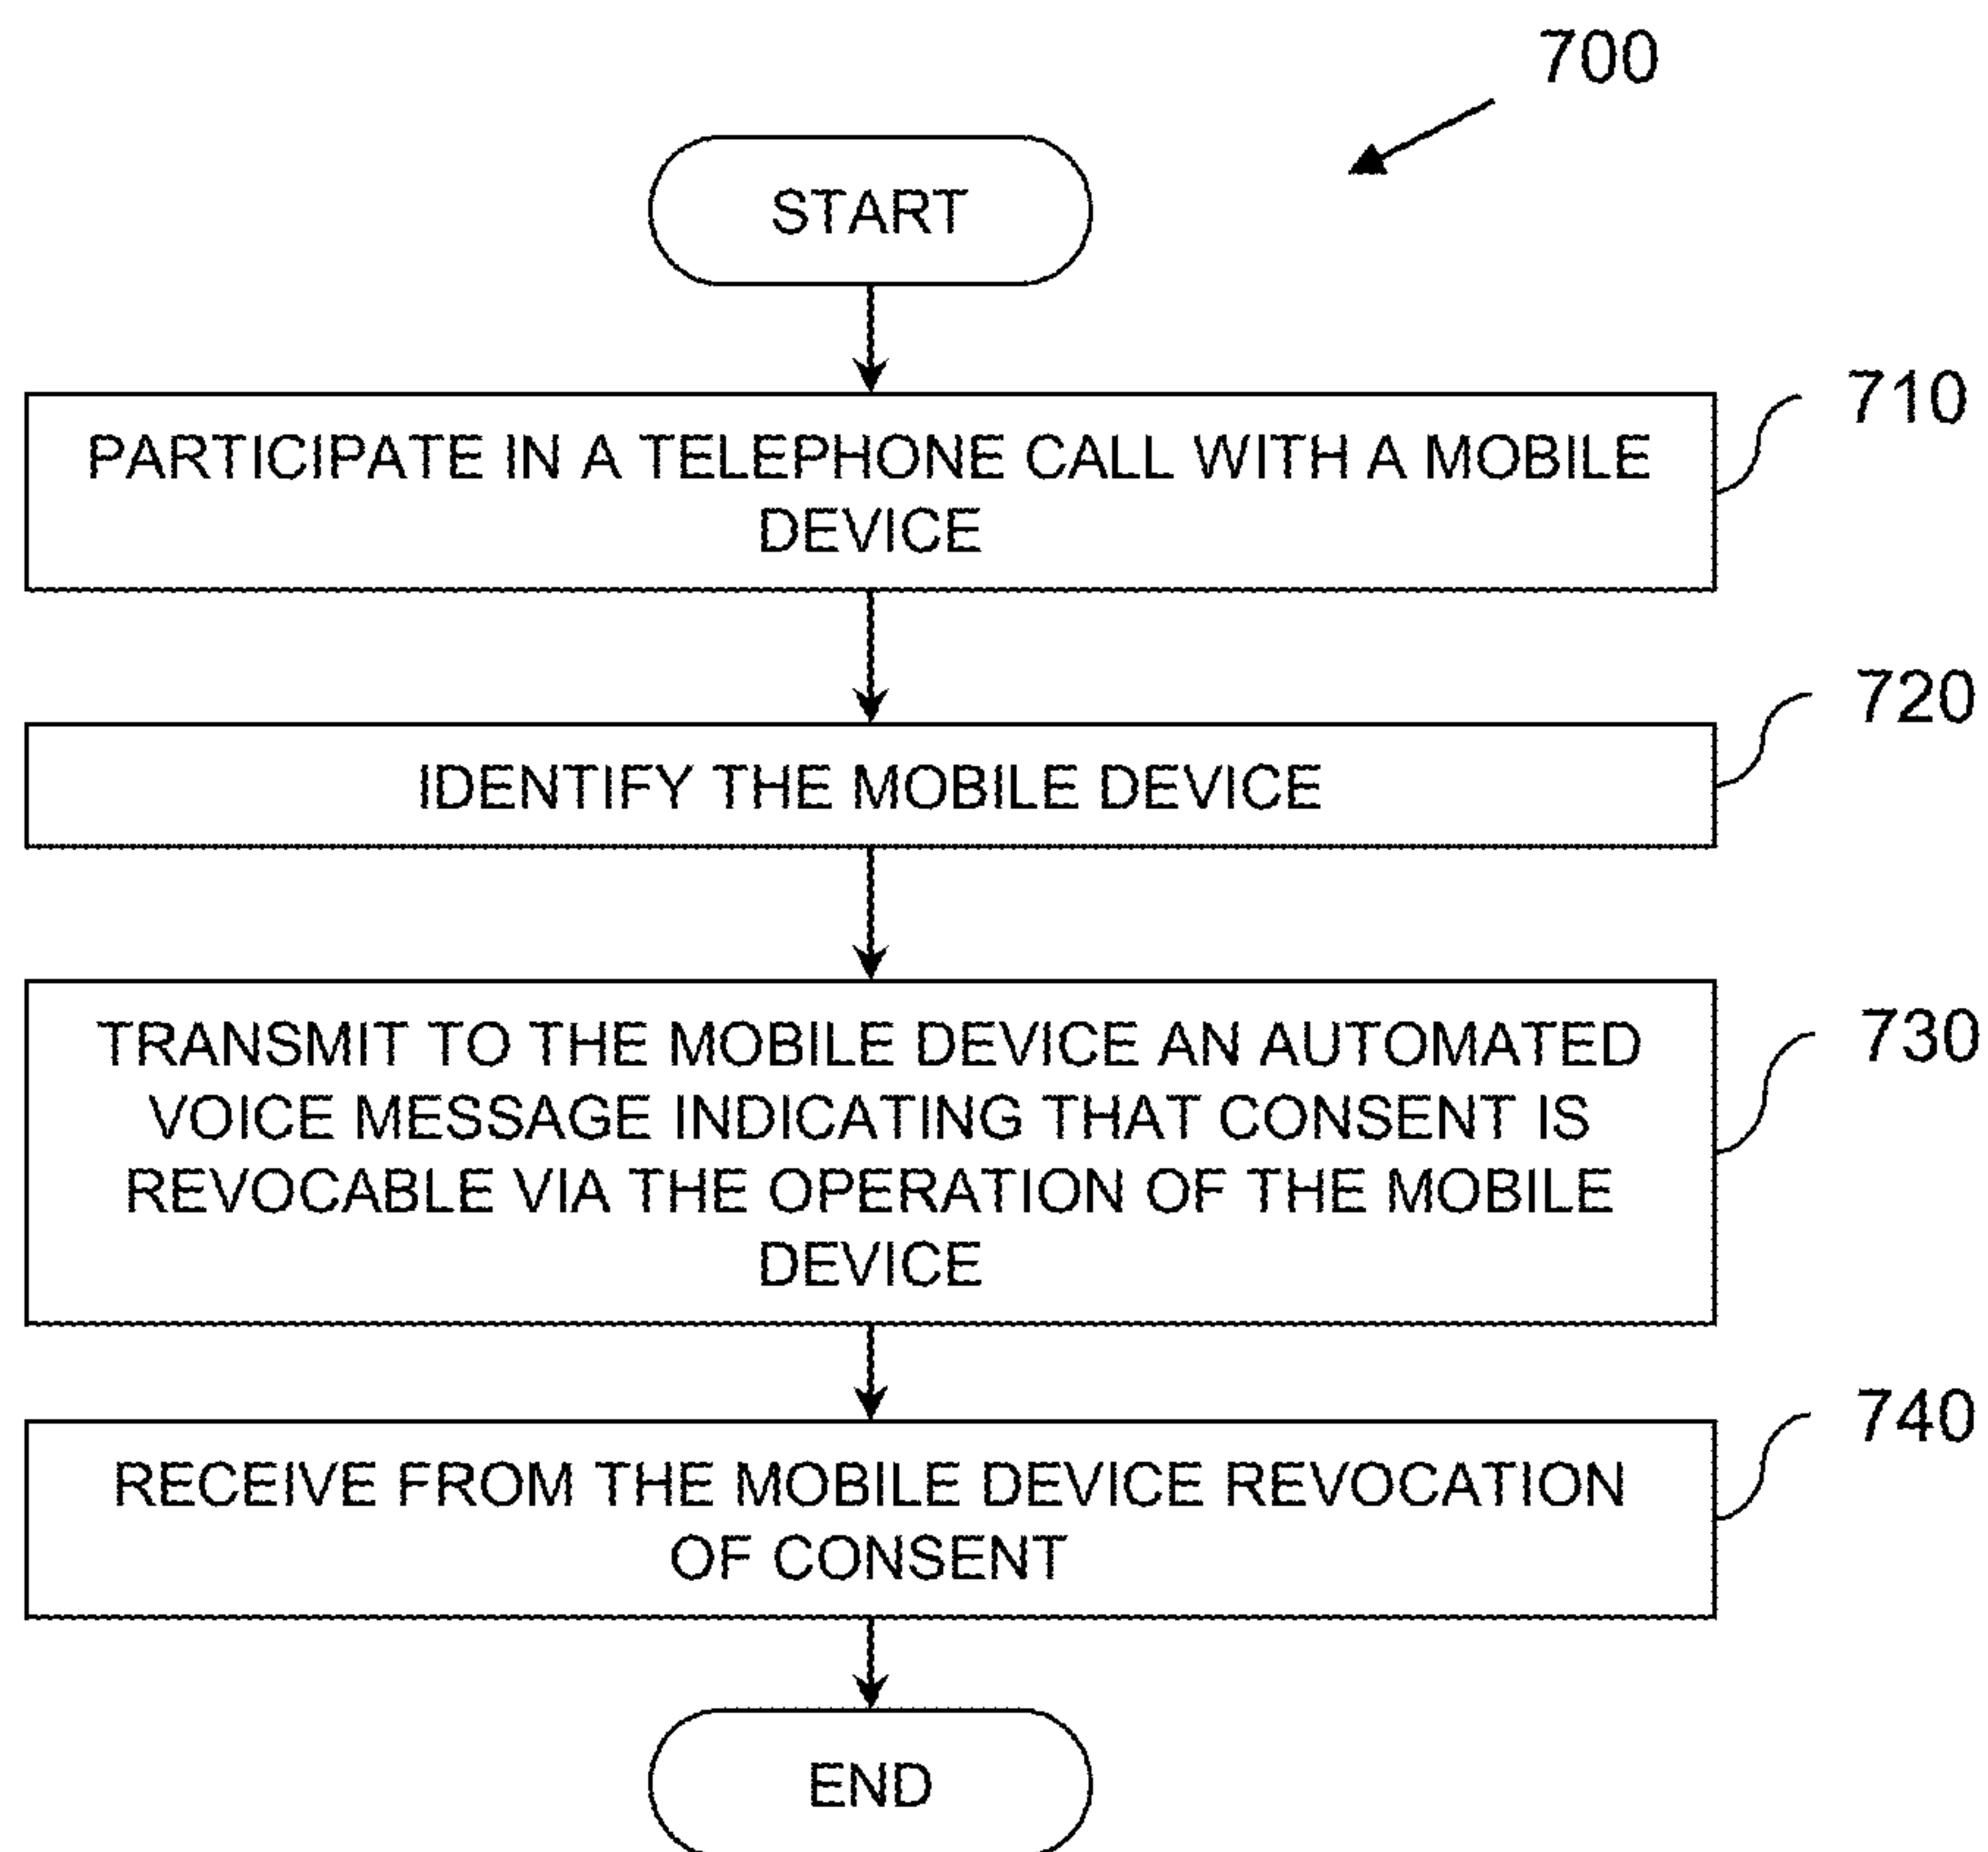 700
START
710
PARTICIPATE IN A TELEPHONE CALL WITH A MOBILE
DEVICE
720
IDENTIFY THE MOBILE DEVICE
730
TRANSMIT TO THE MOBILE DEVICE AN AUTOMATED
VOICE MESSAGE INDICATING THAT CONSENT IS
REVOCABLE VIA THE OPERATION OF THE MOBILE
DEVICE
740
RECEIVE FROM THE MOBILE DEVICE REVOCATION
OF CONSENT
END